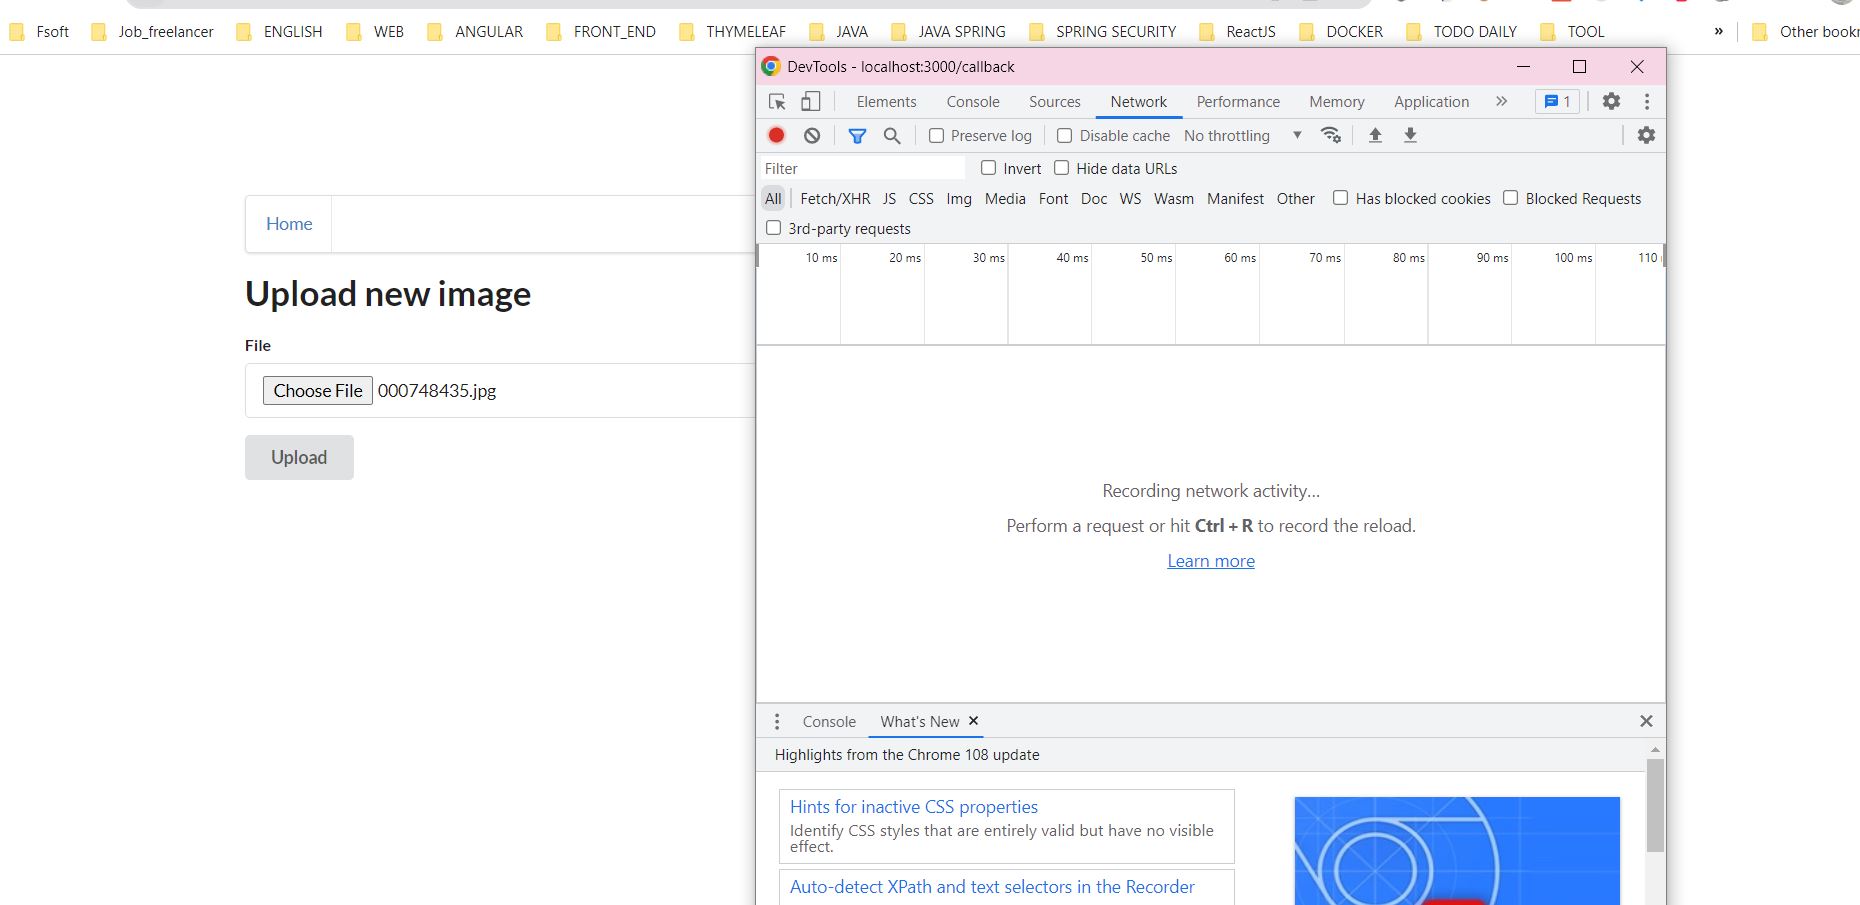 Fsoft Job_freelancer ENGLISH WEB ANGULAR FRONT_END THYMELEAF JAVA JAVA SPRING SPRING SECURITY ReactJS DOCKER TODO DAILY TOOL » Other bookr
DevTools - localhost:3000/callback
Elements Console Sources Network Performance Memory Application » 1
Preserve log Disable cache No throttling
Filter Invert Hide data URLs
All Fetch/XHR JS CSS Img Media Font Doc WS Wasm Manifest Other Has blocked cookies Blocked Requests
3rd-party requests
10 ms 20 ms 30 ms 40 ms 50 ms 60 ms 70 ms 80 ms 90 ms 100 ms 110
Home
Upload new image
File
Choose File 000748435.jpg
Upload
Recording network activity...
Perform a request or hit Ctrl + R to record the reload.
Learn more
Console What's New
Highlights from the Chrome 108 update
Hints for inactive CSS properties
Identify CSS styles that are entirely valid but have no visible
effect.
Auto-detect XPath and text selectors in the Recorder